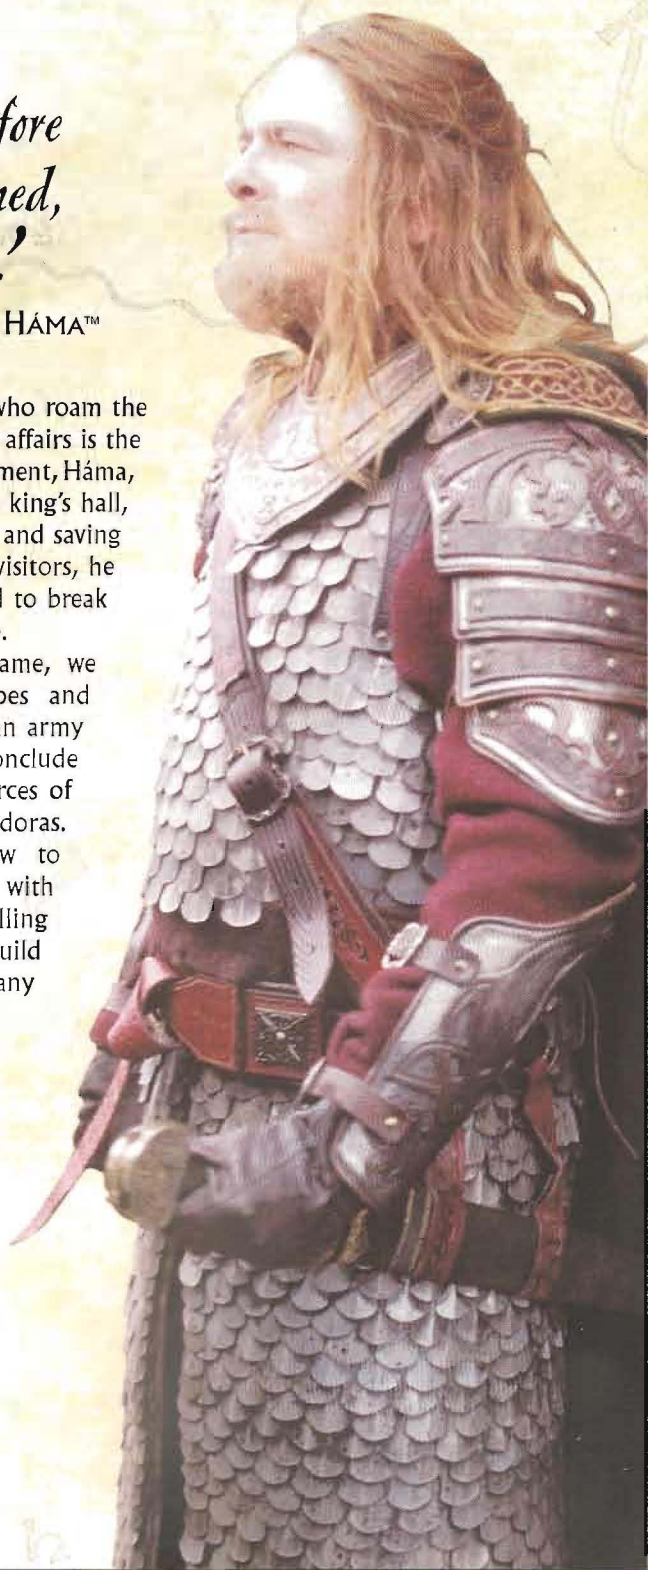 fore
ned,
’
HÁMA™
who roam the
affairs is the
ment, Háma,
king's hall,
and saving
visitors, he
l to break
.
ame, we
pes and
n army
onclude
rces of
doras.
w to
with
lling
uild
any